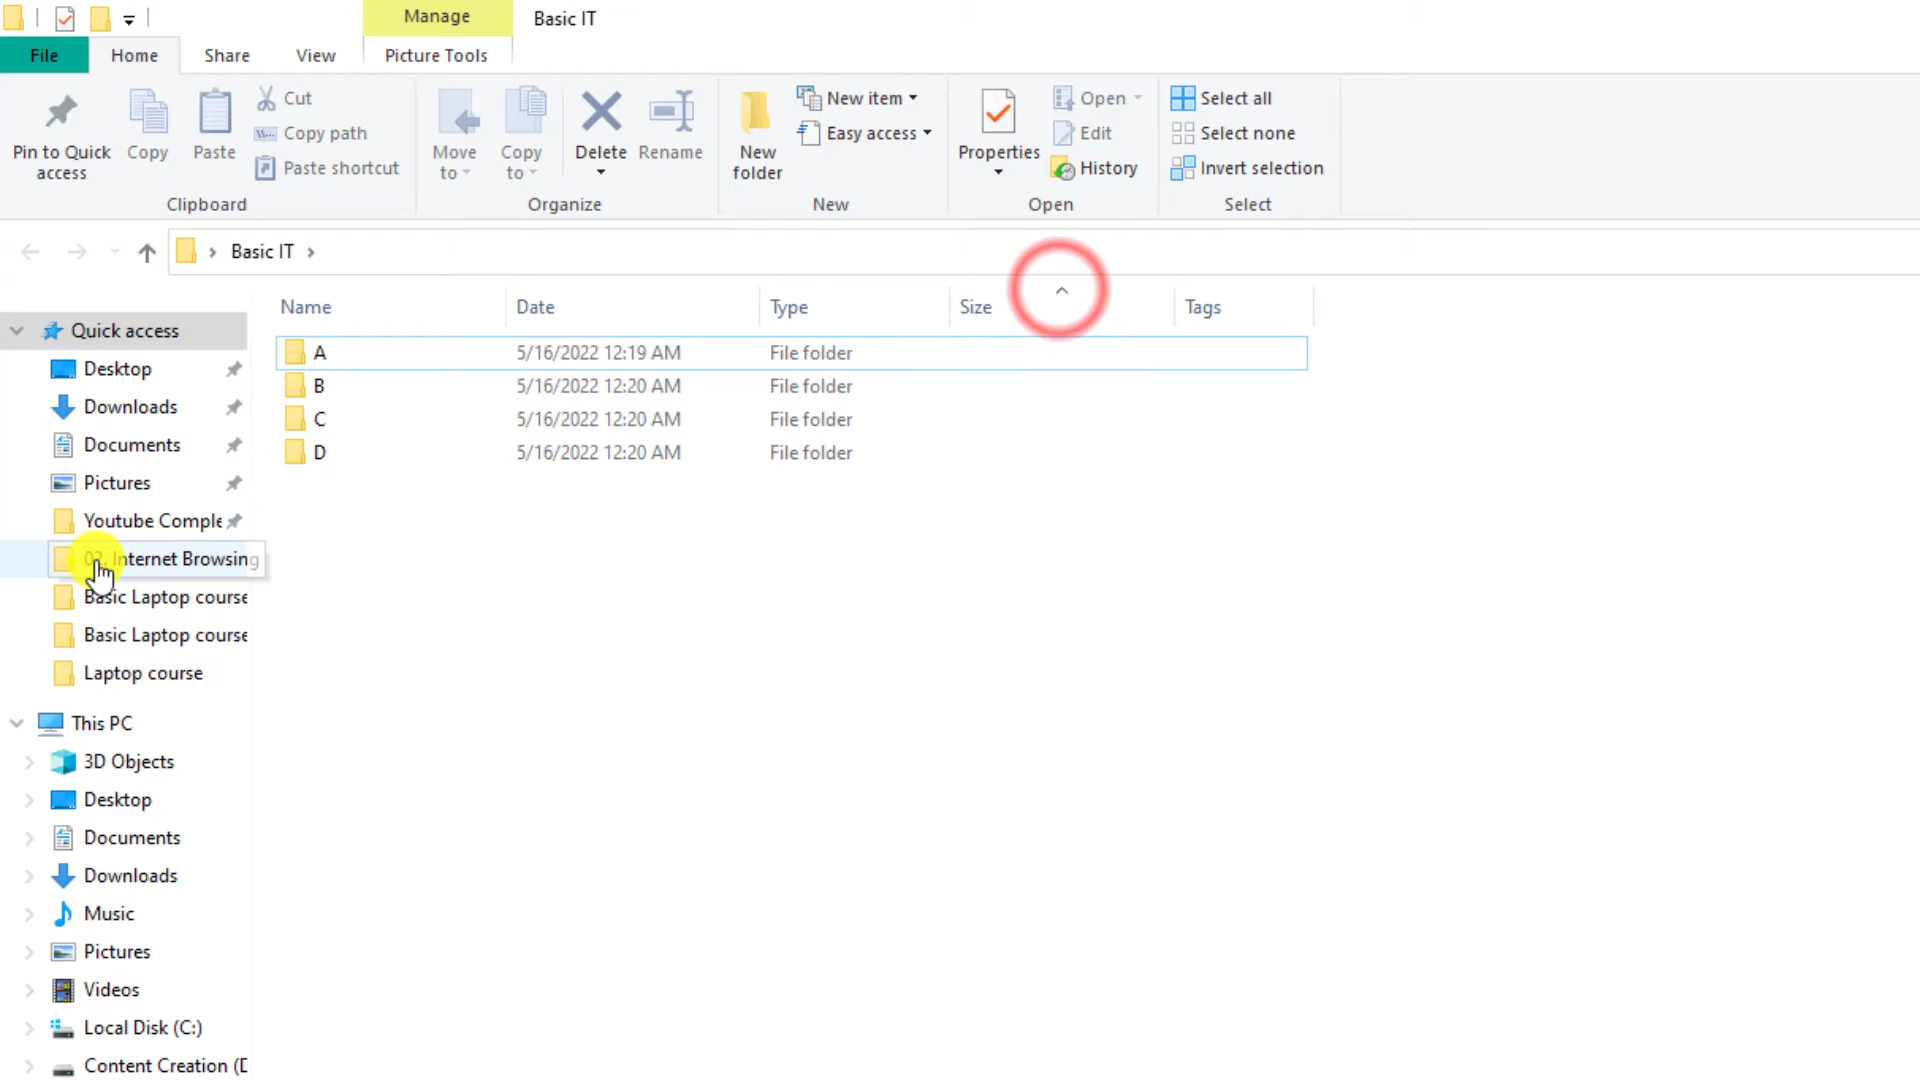 Manage
Basic IT
File
Home
Share
View
Picture Tools
Pin to Quick access
Copy
Paste
Cut
Copy path
Paste shortcut
Clipboard
Move to
Copy to
Delete
Rename
Organize
New folder
New item
Easy access
New
Properties
Open
Edit
History
Open
Select all
Select none
Invert selection
Select
Basic IT
Name
Date
Type
Size
Tags
A 5/16/2022 12:19 AM File folder
B 5/16/2022 12:20 AM File folder
C 5/16/2022 12:20 AM File folder
D 5/16/2022 12:20 AM File folder
Quick access
Desktop
Downloads
Documents
Pictures
Youtube Comple
Internet Browsing
Basic Laptop course
Basic Laptop course
Laptop course
This PC
3D Objects
Desktop
Documents
Downloads
Music
Pictures
Videos
Local Disk (C:)
Content Creation (D